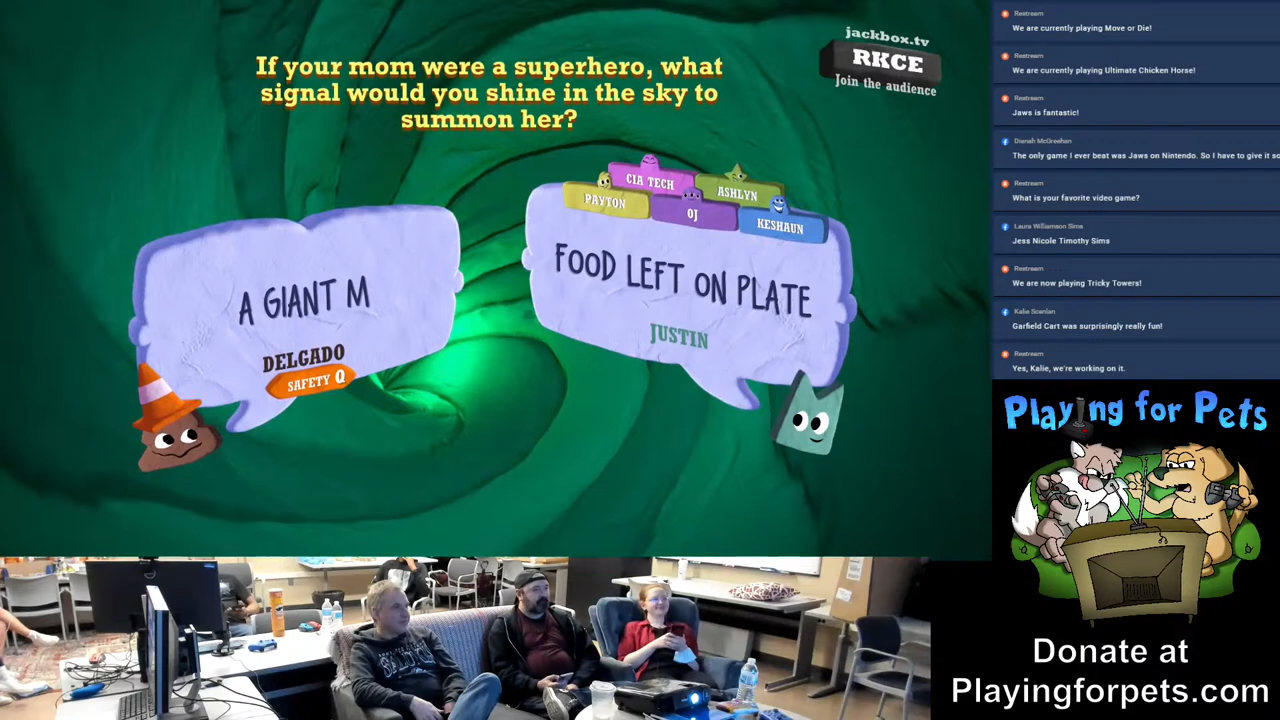 If your mom were a superhero, what
signal would you shine in the sky to
summon her?
jackbox.tv
RKCE
Join the audience
A GIANT M
DELGADO
SAFETY Q
CIA TECH
ASHLYN
PAYTON
OJ
KESHAUN
FOOD LEFT ON PLATE
JUSTIN
Restream
We are currently playing Move or Die!
Restream
We are currently playing Ultimate Chicken Horse!
Restream
Jaws is fantastic!
Dianah McGreehan
The only game I ever beat was Jaws on Nintendo. So I have to give it
Restream
What is your favorite video game?
Laura Williamson Sims
Jess Nicole Timothy Sims
Restream
We are now playing Tricky Towers!
Kalie Scanlan
Garfield Cart was surprisingly really fun!
Restream
Yes, Kalie, we're working on it.
Playing for Pets
Donate at
Playingforpets.com